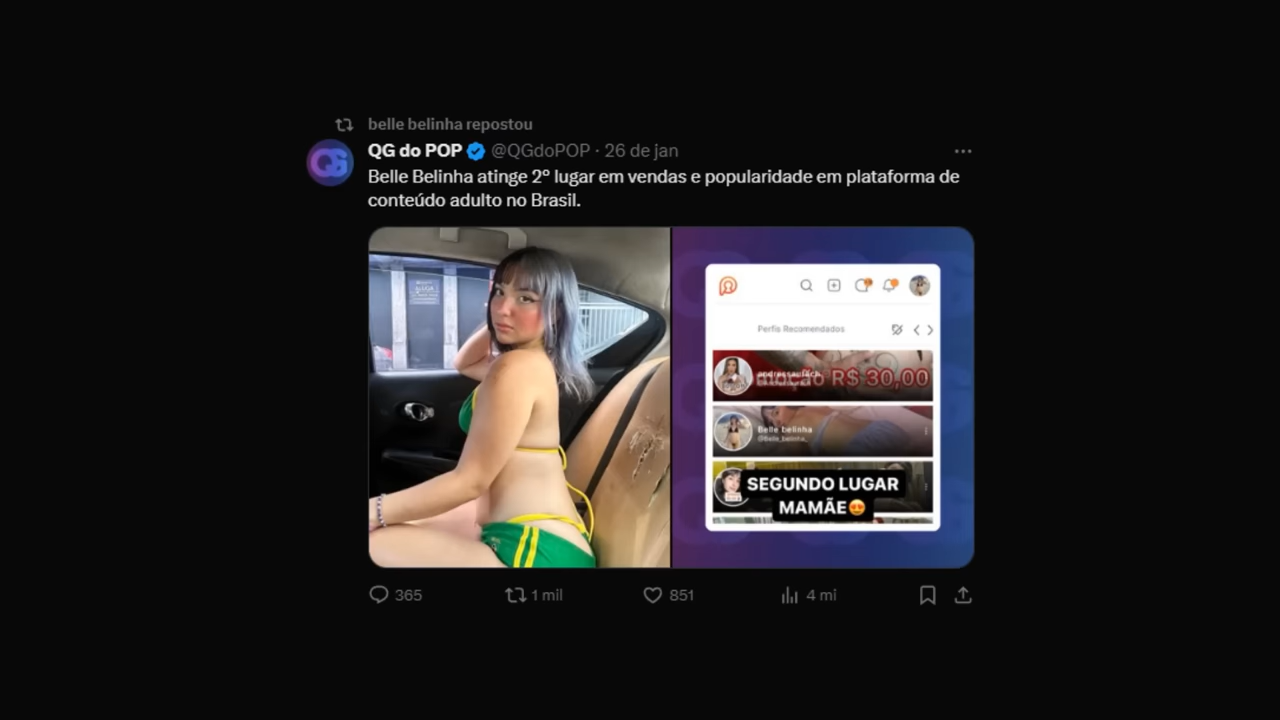 belle belinha repostou
QG do POP @QGdoPOP · 26 de jan
Belle Belinha atinge 2º lugar em vendas e popularidade em plataforma de
conteúdo adulto no Brasil.
Perfis Recomendados
R$ 30,00
Belle belinha
@Belle_belinha_
SEGUNDO LUGAR
MAMÃE😍
365 1 mil 851 4 mi